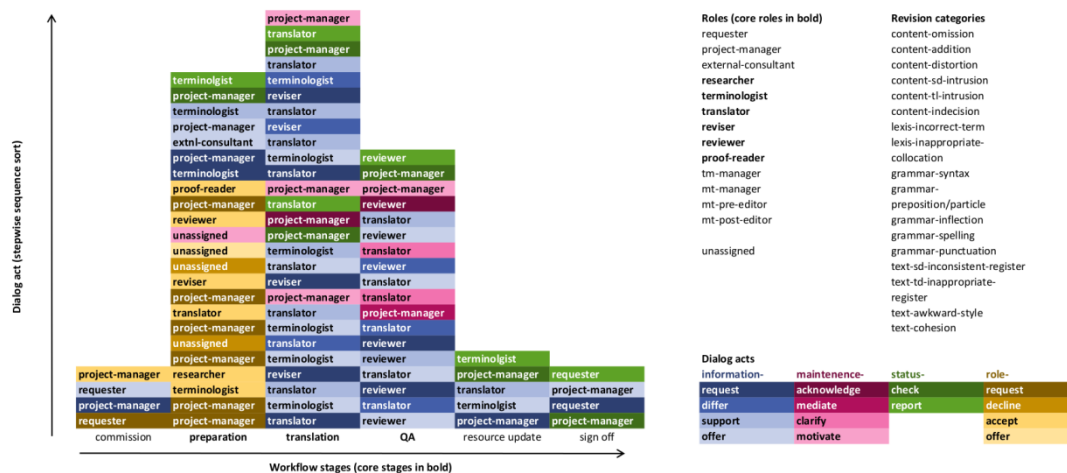 Dialog act (stepwise sequence sort)
project-manager
translator
project-manager
translator
terminolgist terminologist
project-manager reviser
terminologist translator
project-manager reviser
extnl-consultant translator
project-manager terminologist reviewer
terminologist translator project-manager
proof-reader project-manager project-manager
project-manager translator reviewer
reviewer project-manager translator
unassigned project-manager reviewer
unassigned terminologist translator
unassigned translator reviewer
reviser reviser translator
project-manager project-manager translator
translator translator project-manager
project-manager terminologist translator
unassigned translator reviewer
project-manager terminologist reviewer terminolgist
project-manager researcher reviser translator project-manager requester
requester terminologist translator reviewer translator project-manager
project-manager project-manager terminologist translator terminolgist requester
requester project-manager translator reviewer project-manager project-manager
commission preparation translation QA resource update sign off
Workflow stages (core stages in bold)
Roles (core roles in bold)
requester
project-manager
external-consultant
researcher
terminologist
translator
reviser
reviewer
proof-reader
tm-manager
mt-manager
mt-pre-editor
mt-post-editor
unassigned
Revision categories
content-omission
content-addition
content-distortion
content-sd-intrusion
content-tl-intrusion
content-indecision
lexis-incorrect-term
lexis-inappropriate-
collocation
grammar-syntax
grammar-
preposition/particle
grammar-inflection
grammar-spelling
grammar-punctuation
text-sd-inconsistent-register
text-td-inappropriate-
register
text-awkward-style
text-cohesion
Dialog acts
information- maintenence- status- role-
request acknowledge check request
differ mediate report decline
support clarify accept
offer motivate offer